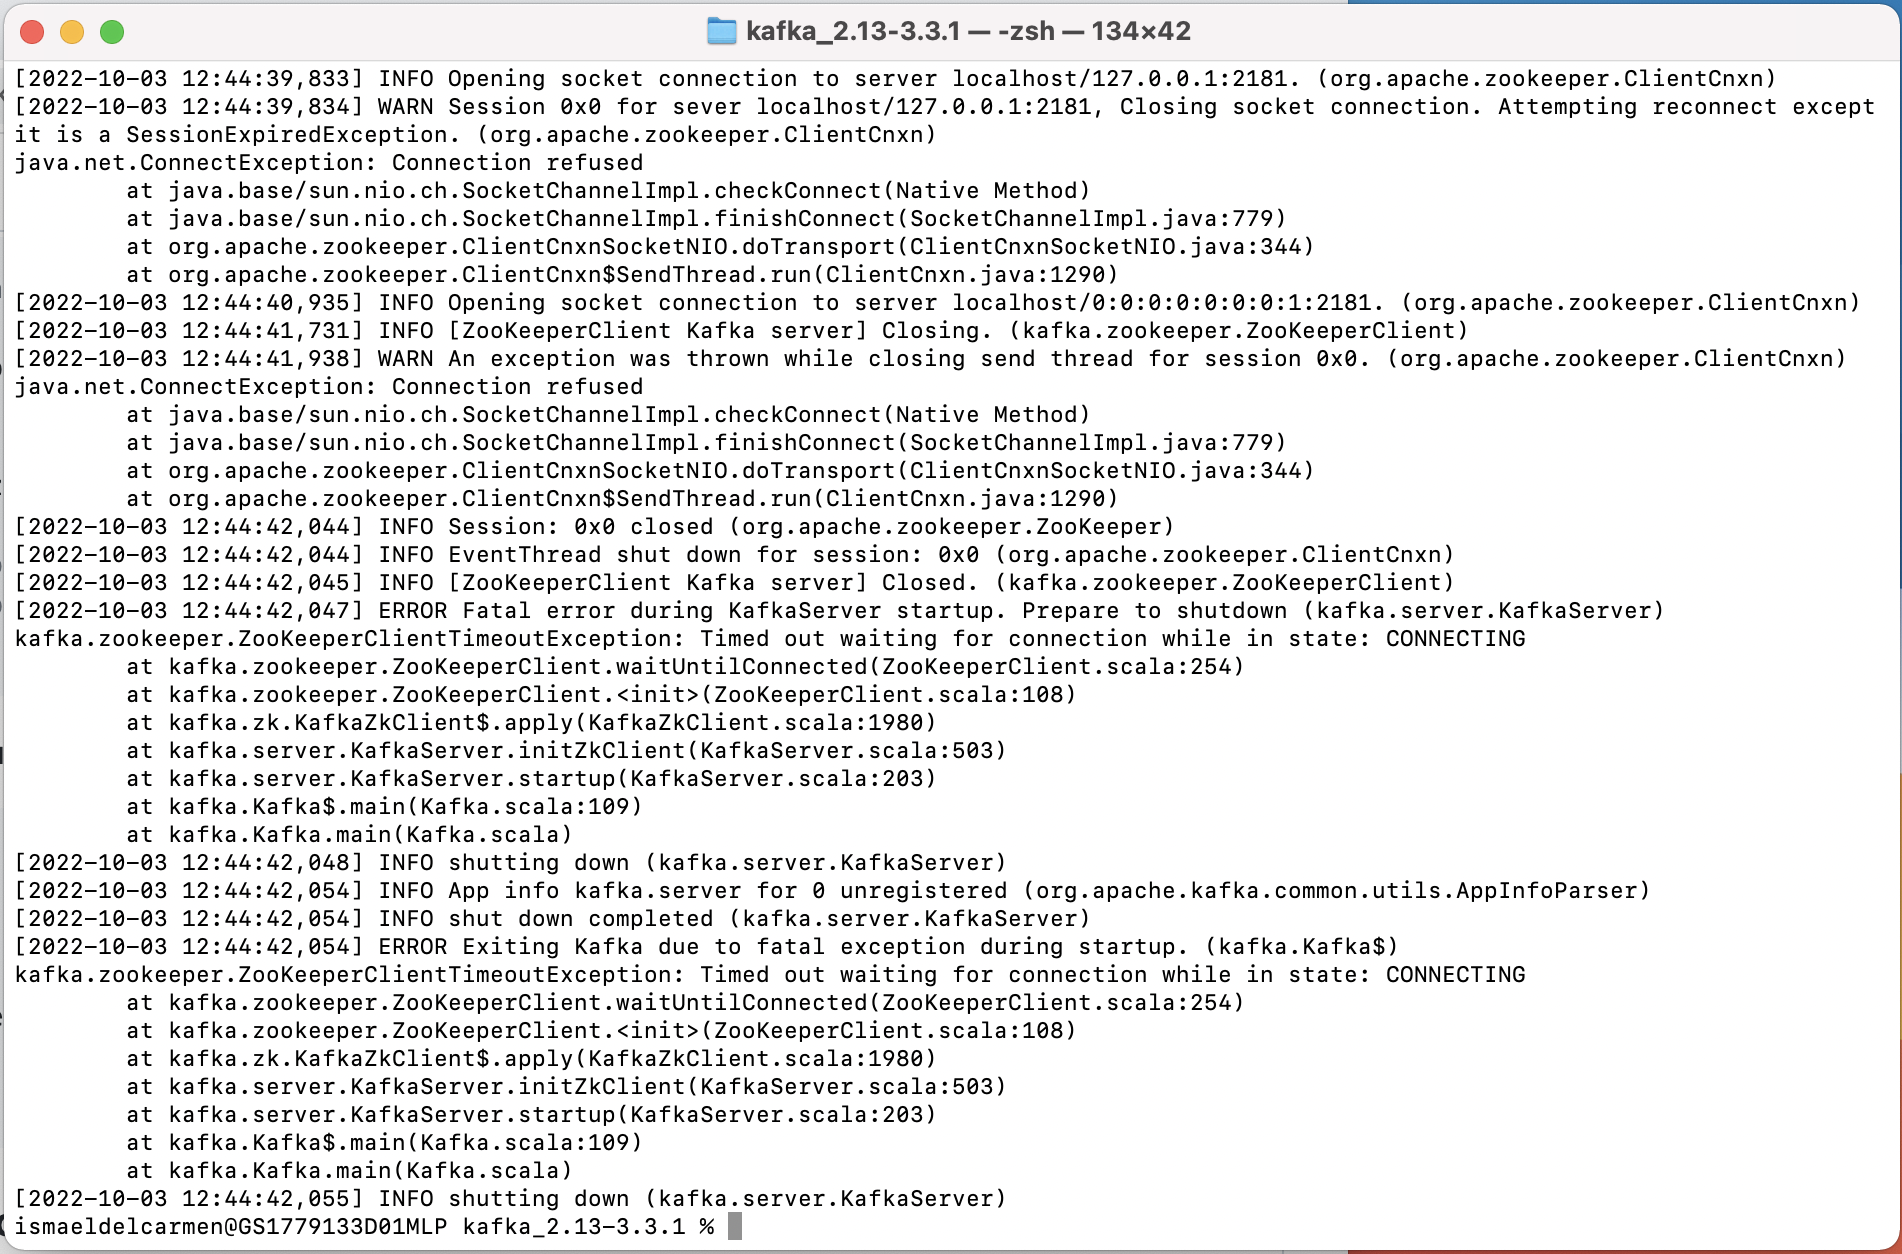 kafka_2.13-3.3.1 — -zsh — 134×42
[2022-10-03 12:44:39,833] INFO Opening socket connection to server localhost/127.0.0.1:2181. (org.apache.zookeeper.ClientCnxn)
[2022-10-03 12:44:39,834] WARN Session 0x0 for sever localhost/127.0.0.1:2181, Closing socket connection. Attempting reconnect except
it is a SessionExpiredException. (org.apache.zookeeper.ClientCnxn)
java.net.ConnectException: Connection refused
        at java.base/sun.nio.ch.SocketChannelImpl.checkConnect(Native Method)
        at java.base/sun.nio.ch.SocketChannelImpl.finishConnect(SocketChannelImpl.java:779)
        at org.apache.zookeeper.ClientCnxnSocketNIO.doTransport(ClientCnxnSocketNIO.java:344)
        at org.apache.zookeeper.ClientCnxn$SendThread.run(ClientCnxn.java:1290)
[2022-10-03 12:44:40,935] INFO Opening socket connection to server localhost/0:0:0:0:0:0:0:1:2181. (org.apache.zookeeper.ClientCnxn)
[2022-10-03 12:44:41,731] INFO [ZooKeeperClient Kafka server] Closing. (kafka.zookeeper.ZooKeeperClient)
[2022-10-03 12:44:41,938] WARN An exception was thrown while closing send thread for session 0x0. (org.apache.zookeeper.ClientCnxn)
java.net.ConnectException: Connection refused
        at java.base/sun.nio.ch.SocketChannelImpl.checkConnect(Native Method)
        at java.base/sun.nio.ch.SocketChannelImpl.finishConnect(SocketChannelImpl.java:779)
        at org.apache.zookeeper.ClientCnxnSocketNIO.doTransport(ClientCnxnSocketNIO.java:344)
        at org.apache.zookeeper.ClientCnxn$SendThread.run(ClientCnxn.java:1290)
[2022-10-03 12:44:42,044] INFO Session: 0x0 closed (org.apache.zookeeper.ZooKeeper)
[2022-10-03 12:44:42,044] INFO EventThread shut down for session: 0x0 (org.apache.zookeeper.ClientCnxn)
[2022-10-03 12:44:42,045] INFO [ZooKeeperClient Kafka server] Closed. (kafka.zookeeper.ZooKeeperClient)
[2022-10-03 12:44:42,047] ERROR Fatal error during KafkaServer startup. Prepare to shutdown (kafka.server.KafkaServer)
kafka.zookeeper.ZooKeeperClientTimeoutException: Timed out waiting for connection while in state: CONNECTING
        at kafka.zookeeper.ZooKeeperClient.waitUntilConnected(ZooKeeperClient.scala:254)
        at kafka.zookeeper.ZooKeeperClient.<init>(ZooKeeperClient.scala:108)
        at kafka.zk.KafkaZkClient$.apply(KafkaZkClient.scala:1980)
        at kafka.server.KafkaServer.initZkClient(KafkaServer.scala:503)
        at kafka.server.KafkaServer.startup(KafkaServer.scala:203)
        at kafka.Kafka$.main(Kafka.scala:109)
        at kafka.Kafka.main(Kafka.scala)
[2022-10-03 12:44:42,048] INFO shutting down (kafka.server.KafkaServer)
[2022-10-03 12:44:42,054] INFO App info kafka.server for 0 unregistered (org.apache.kafka.common.utils.AppInfoParser)
[2022-10-03 12:44:42,054] INFO shut down completed (kafka.server.KafkaServer)
[2022-10-03 12:44:42,054] ERROR Exiting Kafka due to fatal exception during startup. (kafka.Kafka$)
kafka.zookeeper.ZooKeeperClientTimeoutException: Timed out waiting for connection while in state: CONNECTING
        at kafka.zookeeper.ZooKeeperClient.waitUntilConnected(ZooKeeperClient.scala:254)
        at kafka.zookeeper.ZooKeeperClient.<init>(ZooKeeperClient.scala:108)
        at kafka.zk.KafkaZkClient$.apply(KafkaZkClient.scala:1980)
        at kafka.server.KafkaServer.initZkClient(KafkaServer.scala:503)
        at kafka.server.KafkaServer.startup(KafkaServer.scala:203)
        at kafka.Kafka$.main(Kafka.scala:109)
        at kafka.Kafka.main(Kafka.scala)
[2022-10-03 12:44:42,055] INFO shutting down (kafka.server.KafkaServer)
ismaeldelcarmen@GS1779133D01MLP kafka_2.13-3.3.1 %